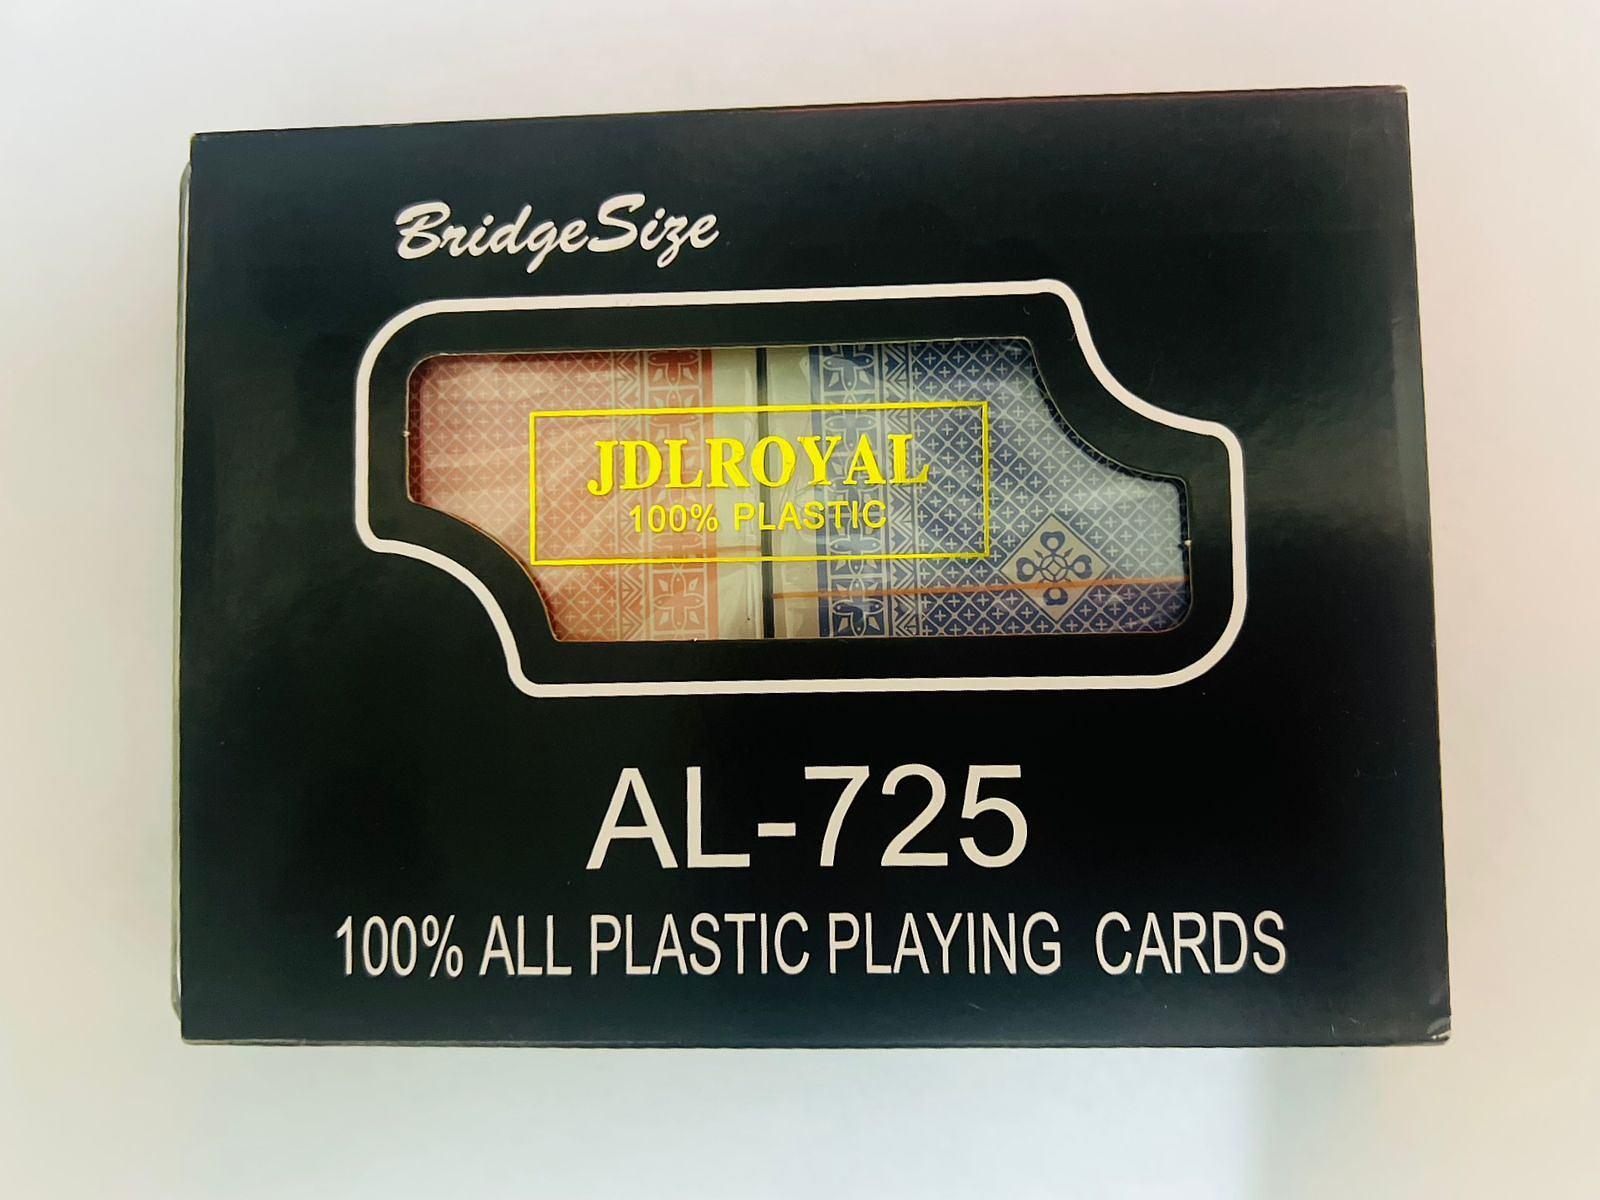 BridgeSize
JDLROYAL
100% PLASTIC
AL-725
100% ALL PLASTIC PLAYING CARDS